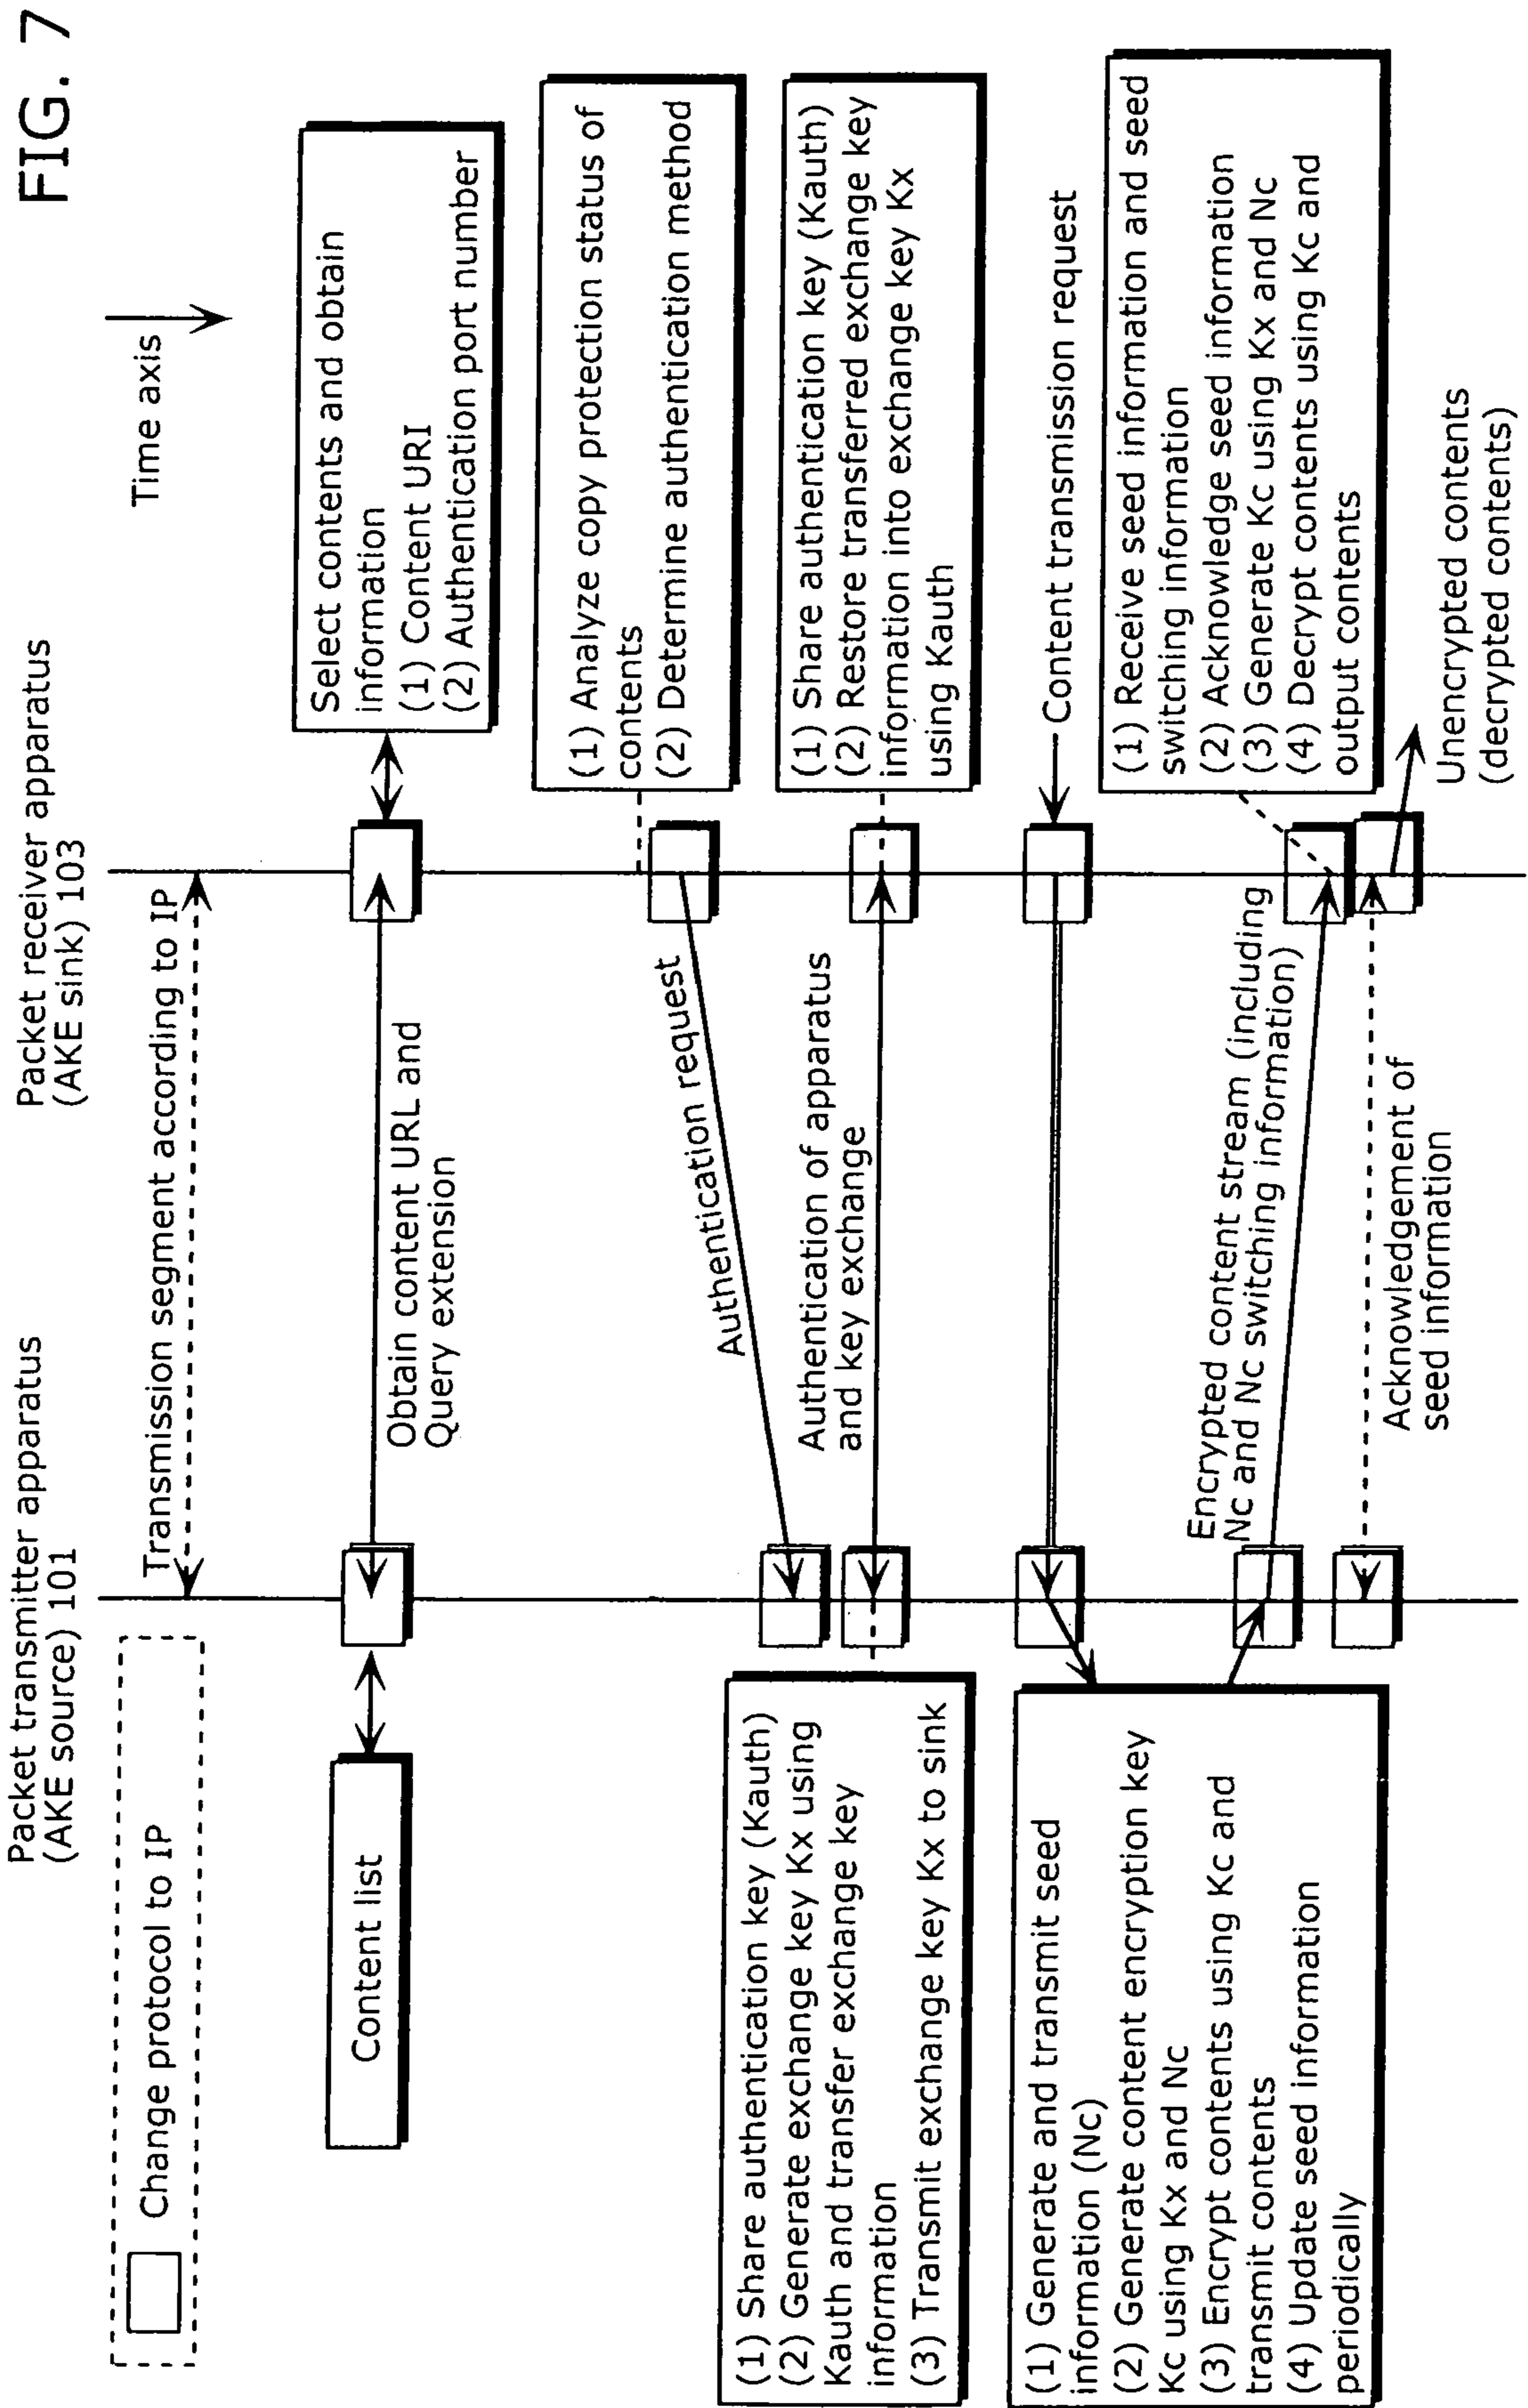 FIG. 7
Packet transmitter apparatus
(AKE source) 101
Packet receiver apparatus
(AKE sink) 103
Change protocol to IP
Transmission segment according to IP
Time axis
Content list
Obtain content URL and
Query extension
Select contents and obtain
information
(1) Content URI
(2) Authentication port number
(1) Analyze copy protection status of
contents
(2) Determine authentication method
Authentication request
(1) Share authentication key (Kauth)
(2) Generate exchange key Kx using
Kauth and transfer exchange key
information
(3) Transmit exchange key Kx to sink
Authentication of apparatus
and key exchange
(1) Share authentication key (Kauth)
(2) Restore transferred exchange key
information into exchange key Kx
using Kauth
Content transmission request
(1) Generate and transmit seed
information (Nc)
(2) Generate content encryption key
Kc using Kx and Nc
(3) Encrypt contents using Kc and
transmit contents
(4) Update seed information
periodically
Encrypted content stream (including
Nc and Nc switching information)
(1) Receive seed information and seed
switching information
(2) Acknowledge seed information
(3) Generate Kc using Kx and Nc
(4) Decrypt contents using Kc and
output contents
Acknowledgement of
seed information
Unencrypted contents
(decrypted contents)